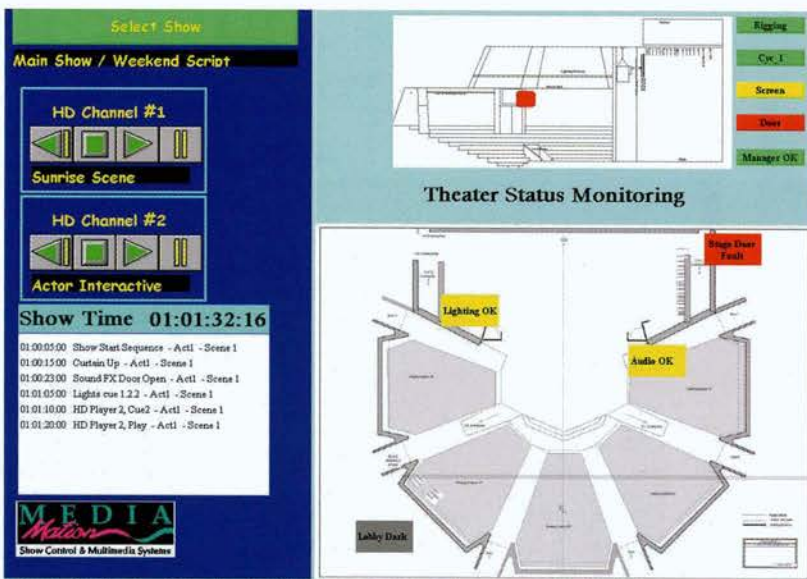 Select Show
Main Show / Weekend Script
HD Channel #1
Sunrise Scene
HD Channel #2
Actor Interactive
Show Time 01:01:32:16
01:00:05:00 Show Start Sequence - Act1 - Scene 1
01:00:15:00 Curtain Up - Act1 - Scene 1
01:00:23:00 Sound FX Door Open - Act1 - Scene 1
01:01:05:00 Lights cue 1.2.2 - Act1 - Scene 1
01:01:10:00 HD Player 2, Cue2 - Act1 - Scene 1
01:01:20:00 HD Player 2, Play - Act1 - Scene 1
MEDIA
Mation
Show Control & Multimedia Systems
Rigging
Cyc_1
Screen
Door
Manager OK
Theater Status Monitoring
Stage Door
Fault
Lighting OK
Audio OK
Lobby Dark